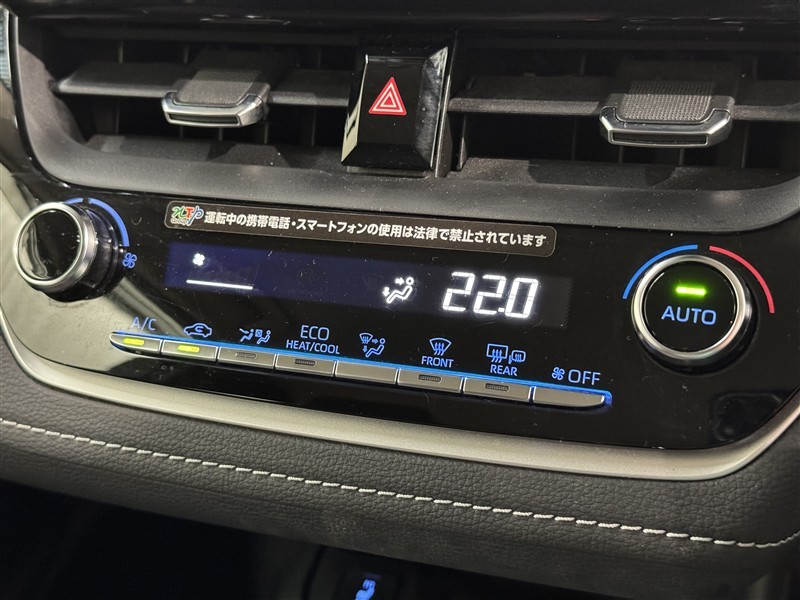 運転中の携帯電話・スマートフォンの使用は法律で禁止されています
22.0
AUTO
A/C
ECO
HEAT/COOL
FRONT
REAR
OFF